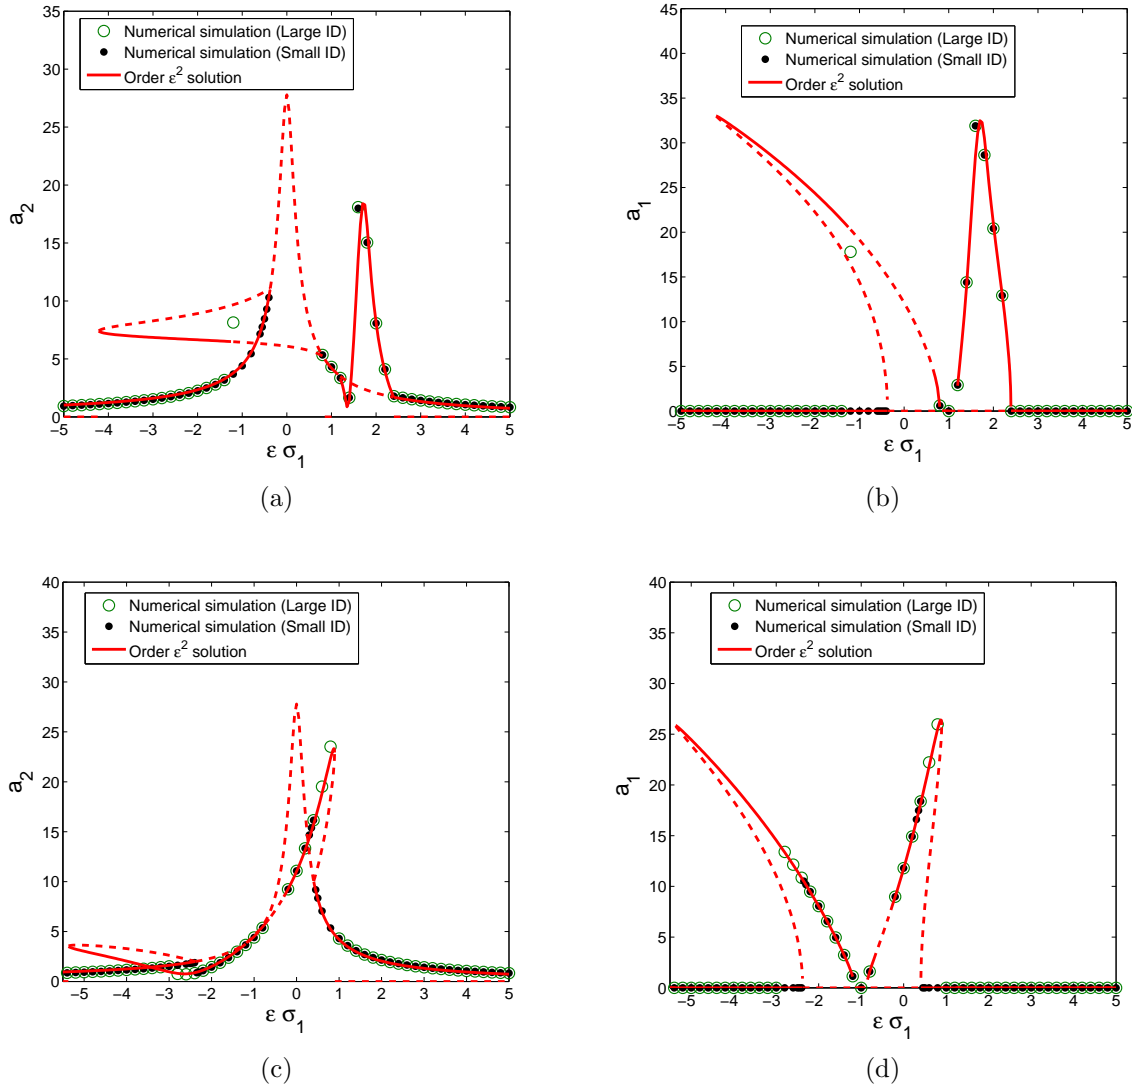 35
30
25
20
15
10
5
0
a₂
Numerical simulation (Large ID)
Numerical simulation (Small ID)
Order ε² solution
−5 −4 −3 −2 −1 0 1 2 3 4 5
ε σ₁
(a)
45
40
35
30
25
20
15
10
5
0
a₁
Numerical simulation (Large ID)
Numerical simulation (Small ID)
Order ε² solution
−5 −4 −3 −2 −1 0 1 2 3 4 5
ε σ₁
(b)
40
35
30
25
20
15
10
5
0
a₂
Numerical simulation (Large ID)
Numerical simulation (Small ID)
Order ε² solution
−5 −4 −3 −2 −1 0 1 2 3 4 5
ε σ₁
(c)
40
35
30
25
20
15
10
5
0
a₁
Numerical simulation (Large ID)
Numerical simulation (Small ID)
Order ε² solution
−5 −4 −3 −2 −1 0 1 2 3 4 5
ε σ₁
(d)